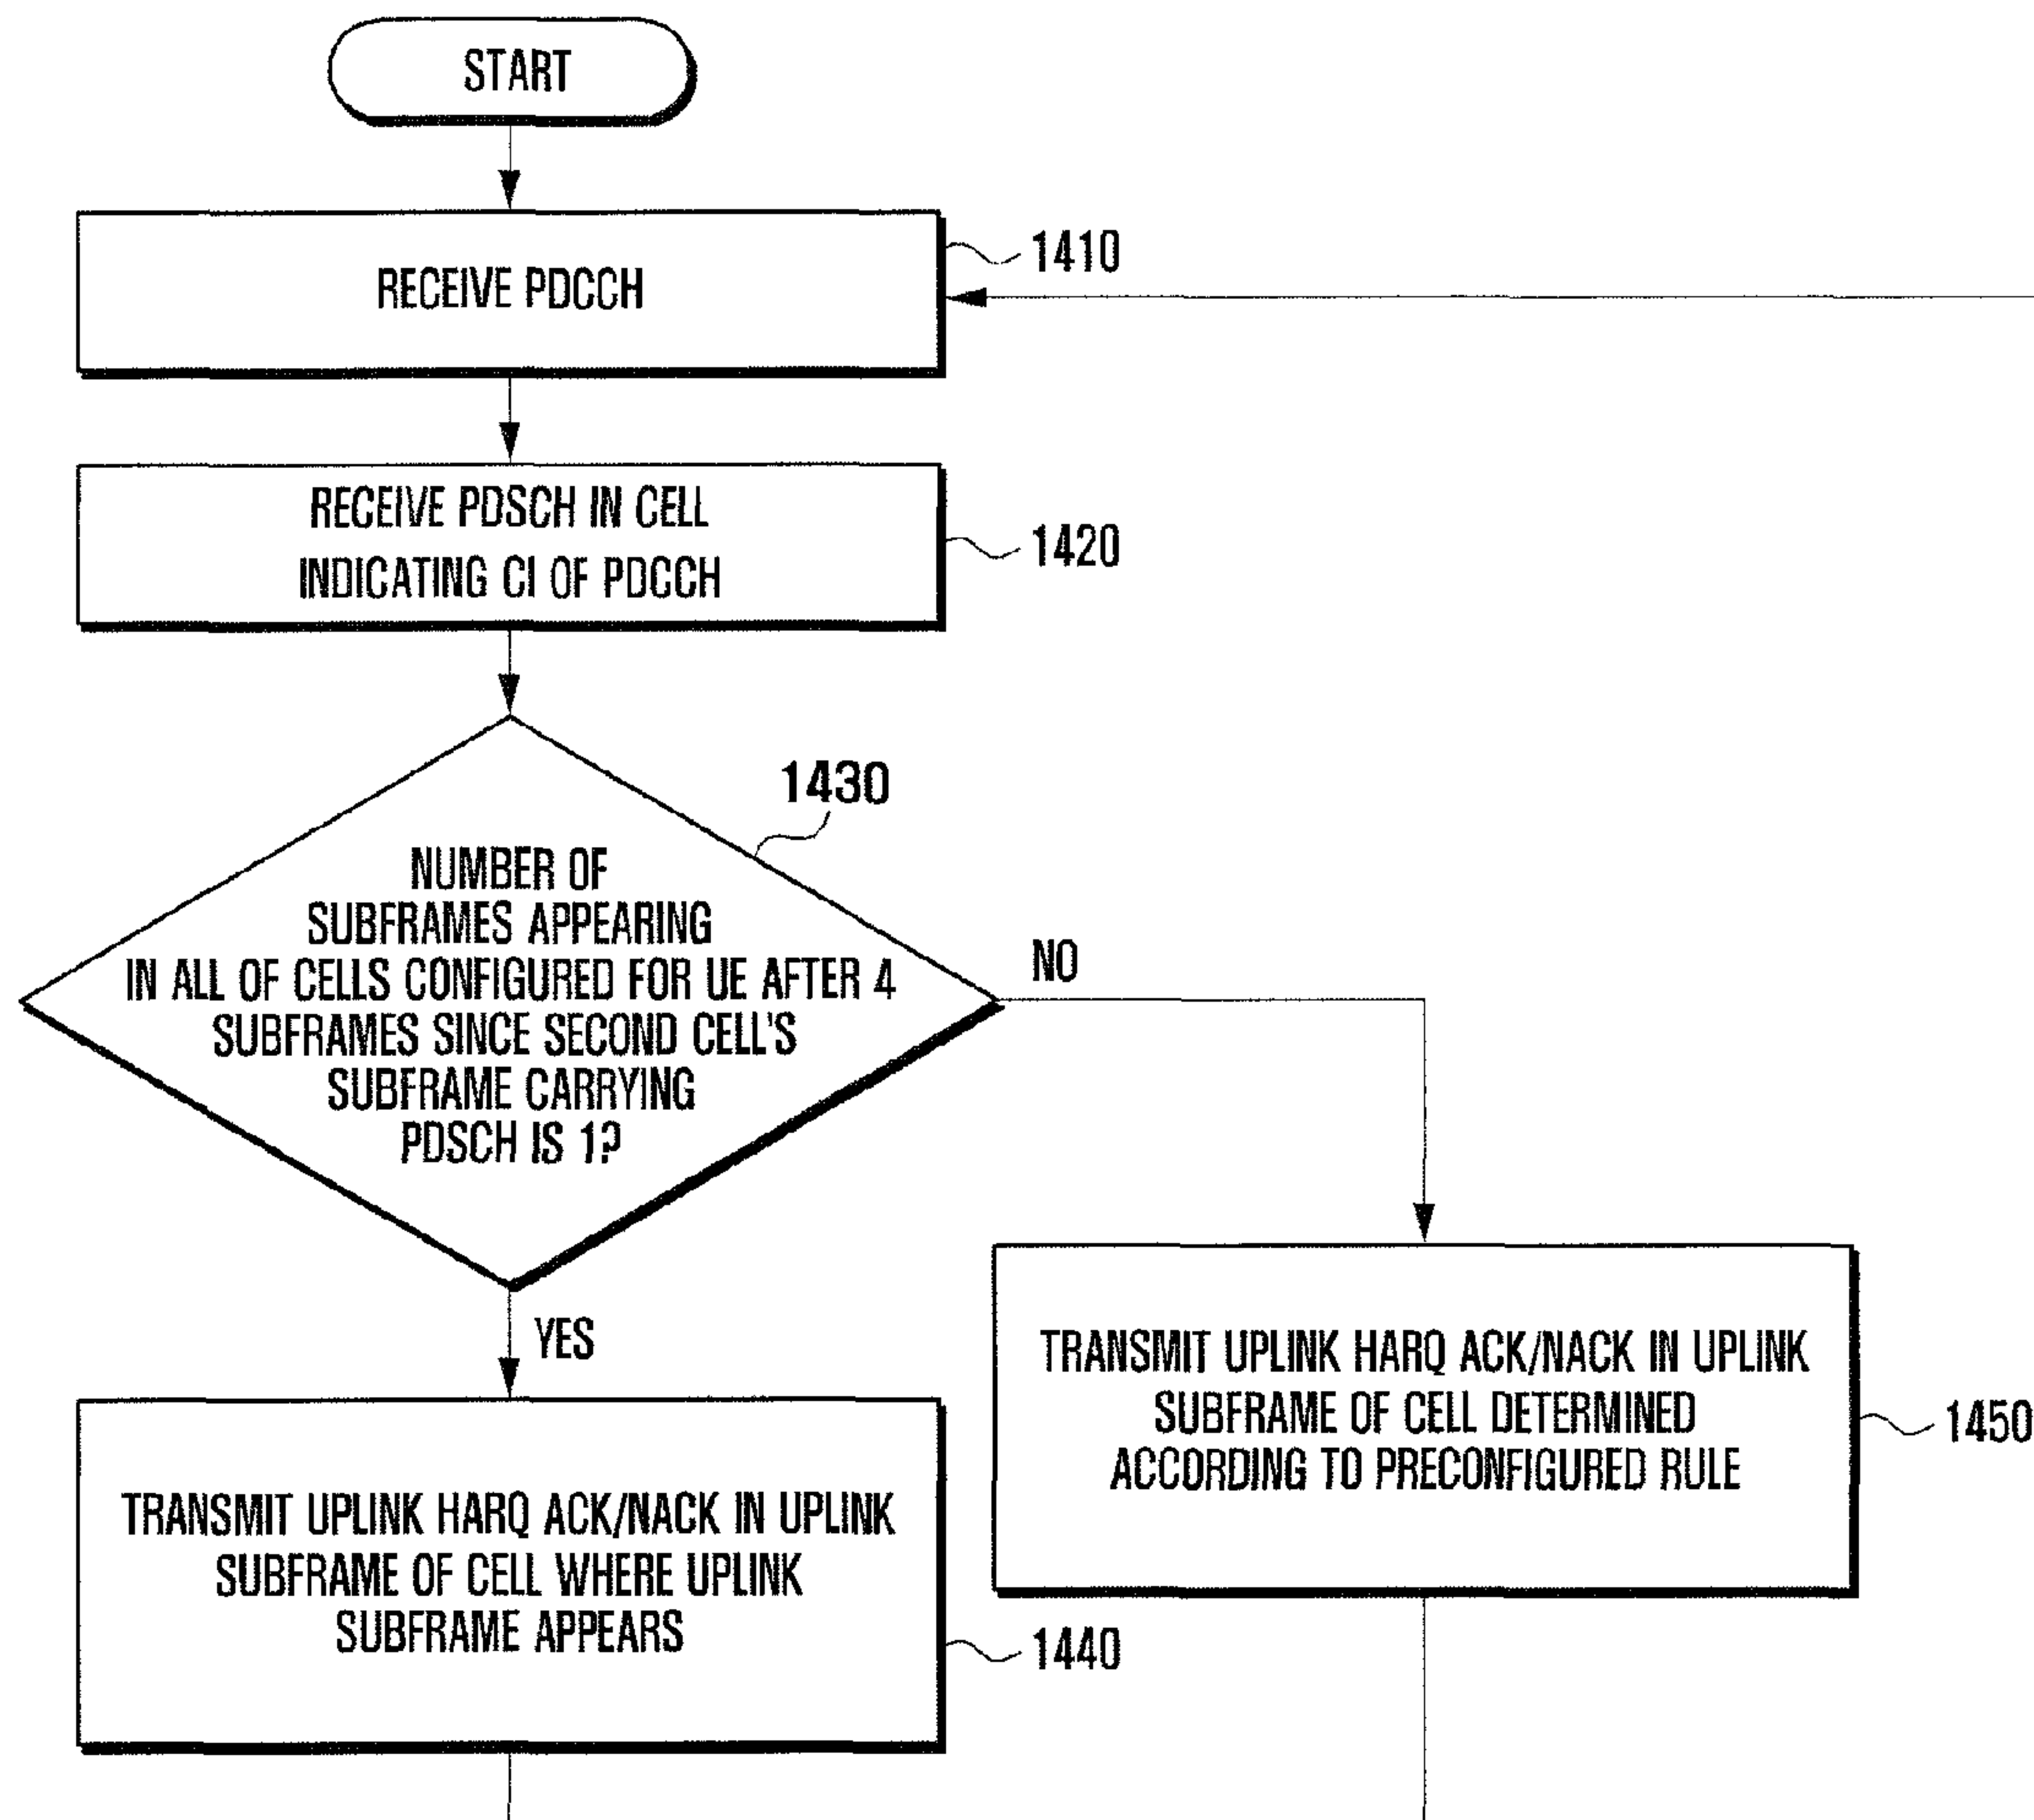 START
RECEIVE PDCCH
1410
RECEIVE PDSCH IN CELL
INDICATING CI OF PDCCH
1420
1430
NUMBER OF
SUBFRAMES APPEARING
IN ALL OF CELLS CONFIGURED FOR UE AFTER 4
SUBFRAMES SINCE SECOND CELL'S
SUBFRAME CARRYING
PDSCH IS 1?
NO
YES
TRANSMIT UPLINK HARQ ACK/NACK IN UPLINK
SUBFRAME OF CELL DETERMINED
ACCORDING TO PRECONFIGURED RULE
1450
TRANSMIT UPLINK HARQ ACK/NACK IN UPLINK
SUBFRAME OF CELL WHERE UPLINK
SUBFRAME APPEARS
1440